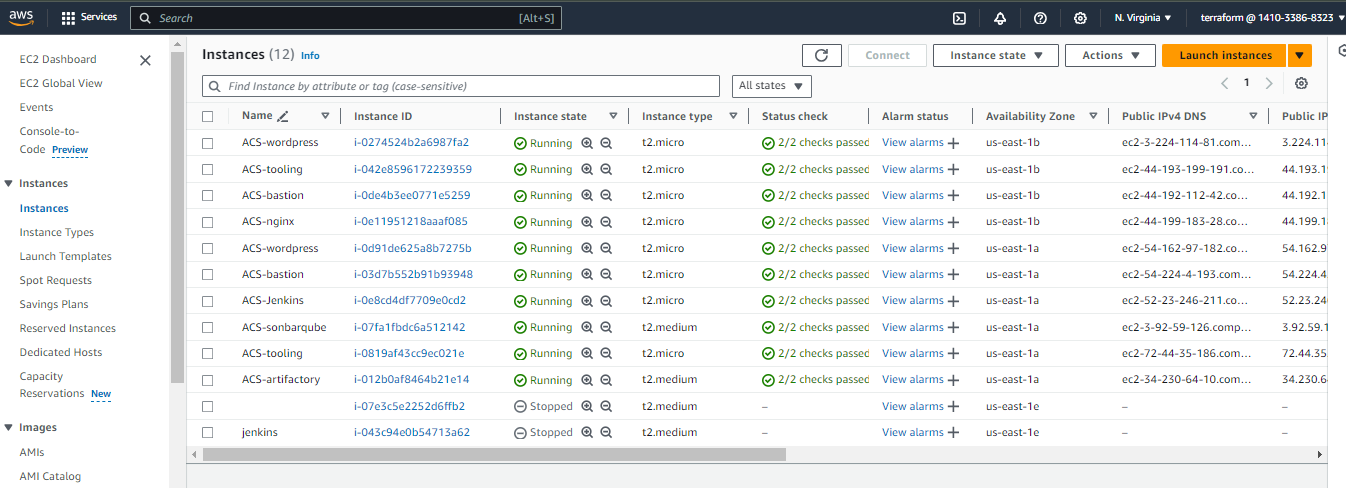 aws Services Search [Alt+S] N. Virginia terraform @ 1410-3386-8323
EC2 Dashboard
EC2 Global View
Events
Console-to-
Code Preview
Instances
Instances
Instance Types
Launch Templates
Spot Requests
Savings Plans
Reserved Instances
Dedicated Hosts
Capacity
Reservations New
Images
AMIs
AMI Catalog
Instances (12) Info Connect Instance state Actions Launch instances
Find Instance by attribute or tag (case-sensitive) All states 1
Name Instance ID Instance state Instance type Status check Alarm status Availability Zone Public IPv4 DNS Public IP
ACS-wordpress i-0274524b2a6987fa2 Running t2.micro 2/2 checks passed View alarms us-east-1b ec2-3-224-114-81.com... 3.224.11
ACS-tooling i-042e8596172239359 Running t2.micro 2/2 checks passed View alarms us-east-1b ec2-44-193-199-191.co... 44.193.1
ACS-bastion i-0de4b3ee0771e5259 Running t2.micro 2/2 checks passed View alarms us-east-1b ec2-44-192-112-42.co... 44.192.1
ACS-nginx i-0e11951218aaaf085 Running t2.micro 2/2 checks passed View alarms us-east-1b ec2-44-199-183-28.co... 44.199.1
ACS-wordpress i-0d91de625a8b7275b Running t2.micro 2/2 checks passed View alarms us-east-1a ec2-54-162-97-182.co... 54.162.9
ACS-bastion i-03d7b552b91b93948 Running t2.micro 2/2 checks passed View alarms us-east-1a ec2-54-224-4-193.com... 54.224.4
ACS-Jenkins i-0e8cd4df7709e0cd2 Running t2.micro 2/2 checks passed View alarms us-east-1a ec2-52-23-246-211.co... 52.23.24
ACS-sonbarqube i-07fa1fbdc6a512142 Running t2.medium 2/2 checks passed View alarms us-east-1a ec2-3-92-59-126.comp... 3.92.59.1
ACS-tooling i-0819af43cc9ec021e Running t2.micro 2/2 checks passed View alarms us-east-1a ec2-72-44-35-186.com... 72.44.35
ACS-artifactory i-012b0af8464b21e14 Running t2.medium 2/2 checks passed View alarms us-east-1a ec2-34-230-64-10.com... 34.230.6
i-07e3c5e2252d6ffb2 Stopped t2.medium – View alarms us-east-1e – –
jenkins i-043c94e0b54713a62 Stopped t2.medium – View alarms us-east-1e – –